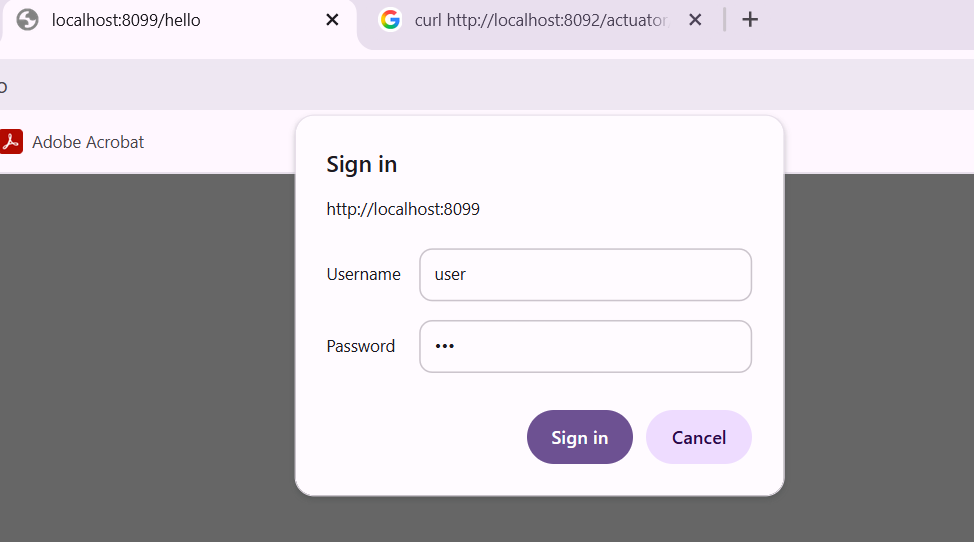 localhost:8099/hello
curl http://localhost:8092/actuator
Adobe Acrobat
Sign in
http://localhost:8099
Username user
Password •••
Sign in Cancel